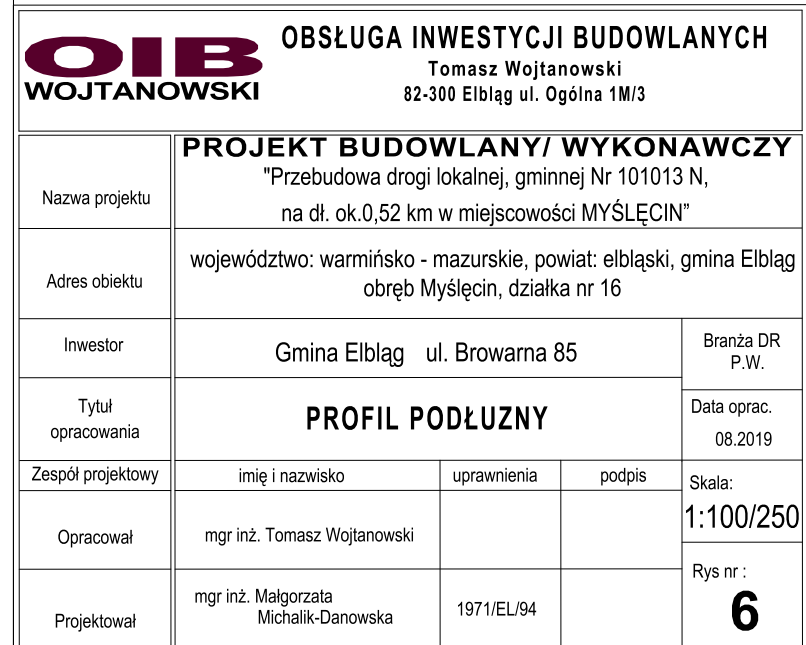 OIB
WOJTANOWSKI
OBSŁUGA INWESTYCJI BUDOWLANYCH
Tomasz Wojtanowski
82-300 Elbląg ul. Ogólna 1M/3
Nazwa projektu
PROJEKT BUDOWLANY/ WYKONAWCZY
"Przebudowa drogi lokalnej, gminnej Nr 101013 N,
na dł. ok.0,52 km w miejscowości MYŚLĘCIN”
Adres obiektu
województwo: warmińsko - mazurskie, powiat: elbląski, gmina Elbląg
obręb Myślęcin, działka nr 16
Inwestor
Gmina Elbląg ul. Browarna 85
Branża DR
P.W.
Tytuł
opracowania
PROFIL PODŁUZNY
Data oprac.
08.2019
Zespół projektowy
imię i nazwisko
uprawnienia
podpis
Skala:
1:100/250
Opracował
mgr inż. Tomasz Wojtanowski
Projektował
mgr inż. Małgorzata
Michalik-Danowska
1971/EL/94
Rys nr :
6